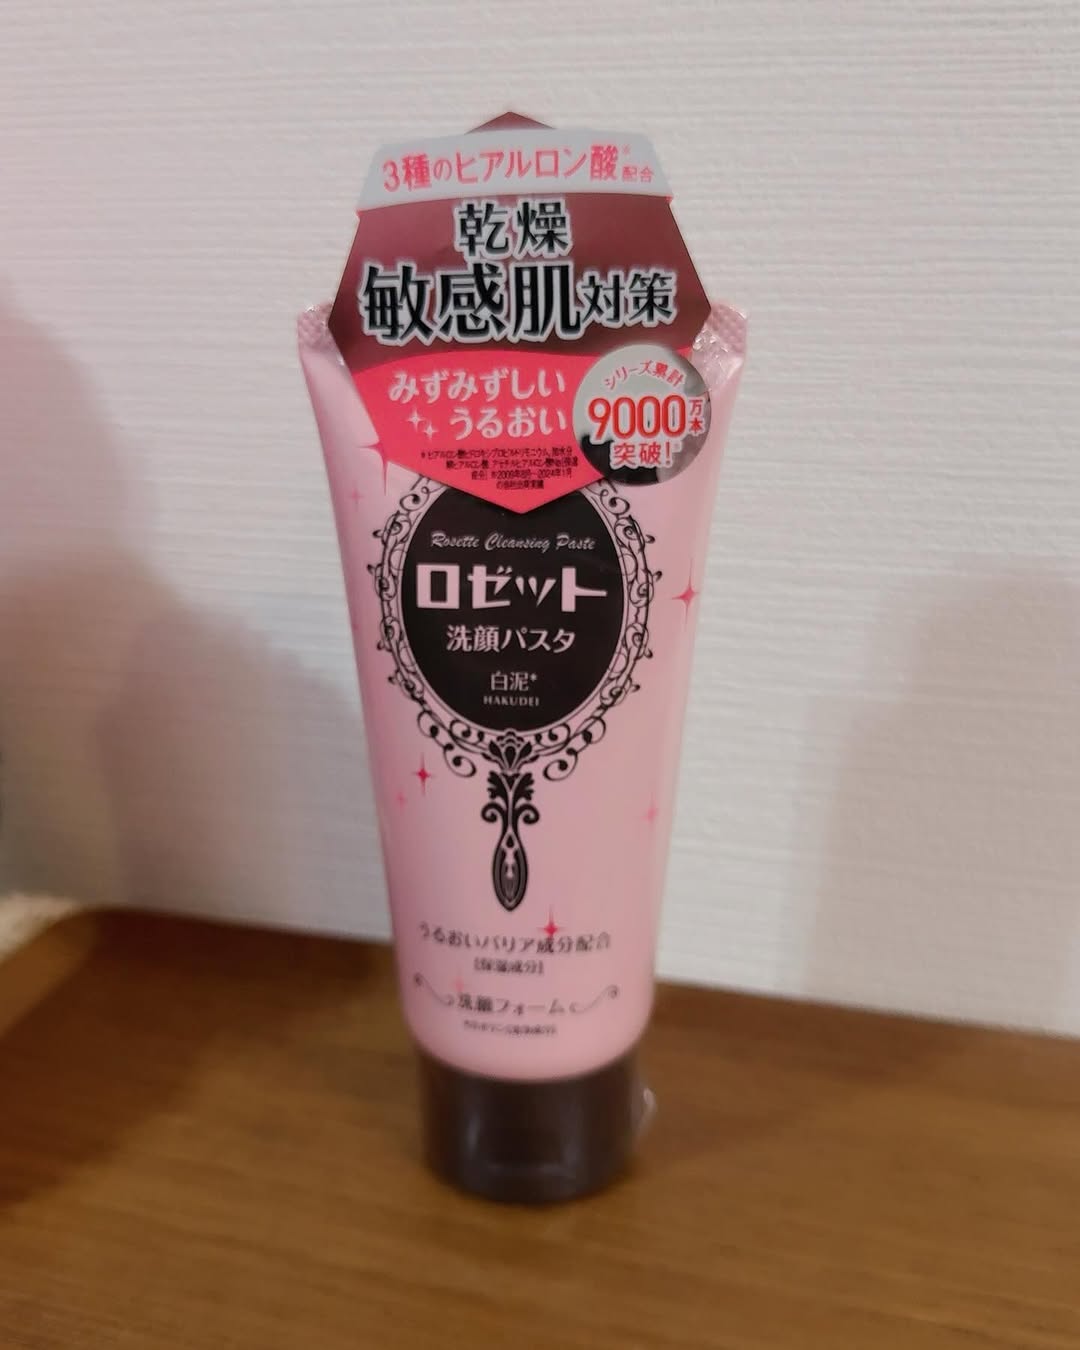 3種のヒアルロン酸*配合
乾燥
敏感肌対策
みずみずしい
うるおい
シリーズ累計
9000万本
突破!
Rosette Cleansing Paste
ロゼット
洗顔パスタ
白泥*
HAKUDEI
うるおいバリア成分配合
[保湿成分]
洗顔フォーム